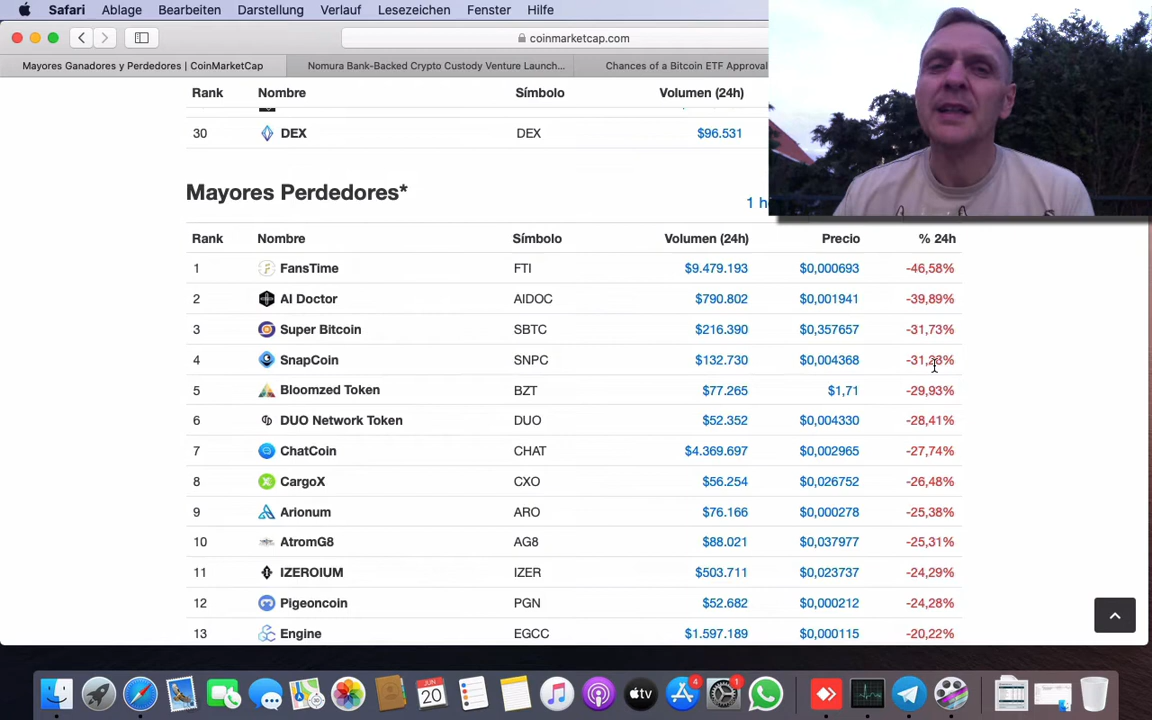 Safari Ablage Bearbeiten Darstellung Verlauf Lesezeichen Fenster Hilfe
coinmarketcap.com
Mayores Ganadores y Perdedores | CoinMarketCap Nomura Bank-Backed Crypto Custody Venture Launch... Chances of a Bitcoin ETF Approval
Rank Nombre Símbolo Volumen (24h)
30 DEX DEX $96.531
Mayores Perdedores*
1 h
Rank Nombre Símbolo Volumen (24h) Precio % 24h
1 FansTime FTI $9.479.193 $0,000693 -46,58%
2 AI Doctor AIDOC $790.802 $0,001941 -39,89%
3 Super Bitcoin SBTC $216.390 $0,357657 -31,73%
4 SnapCoin SNPC $132.730 $0,004368 -31,23%
5 Bloomzed Token BZT $77.265 $1,71 -29,93%
6 DUO Network Token DUO $52.352 $0,004330 -28,41%
7 ChatCoin CHAT $4.369.697 $0,002965 -27,74%
8 CargoX CXO $56.254 $0,026752 -26,48%
9 Arionum ARO $76.166 $0,000278 -25,38%
10 AtromG8 AG8 $88.021 $0,037977 -25,31%
11 IZEROIUM IZER $503.711 $0,023737 -24,29%
12 Pigeoncoin PGN $52.682 $0,000212 -24,28%
13 Engine EGCC $1.597.189 $0,000115 -20,22%
JUN 4 1
20 tv